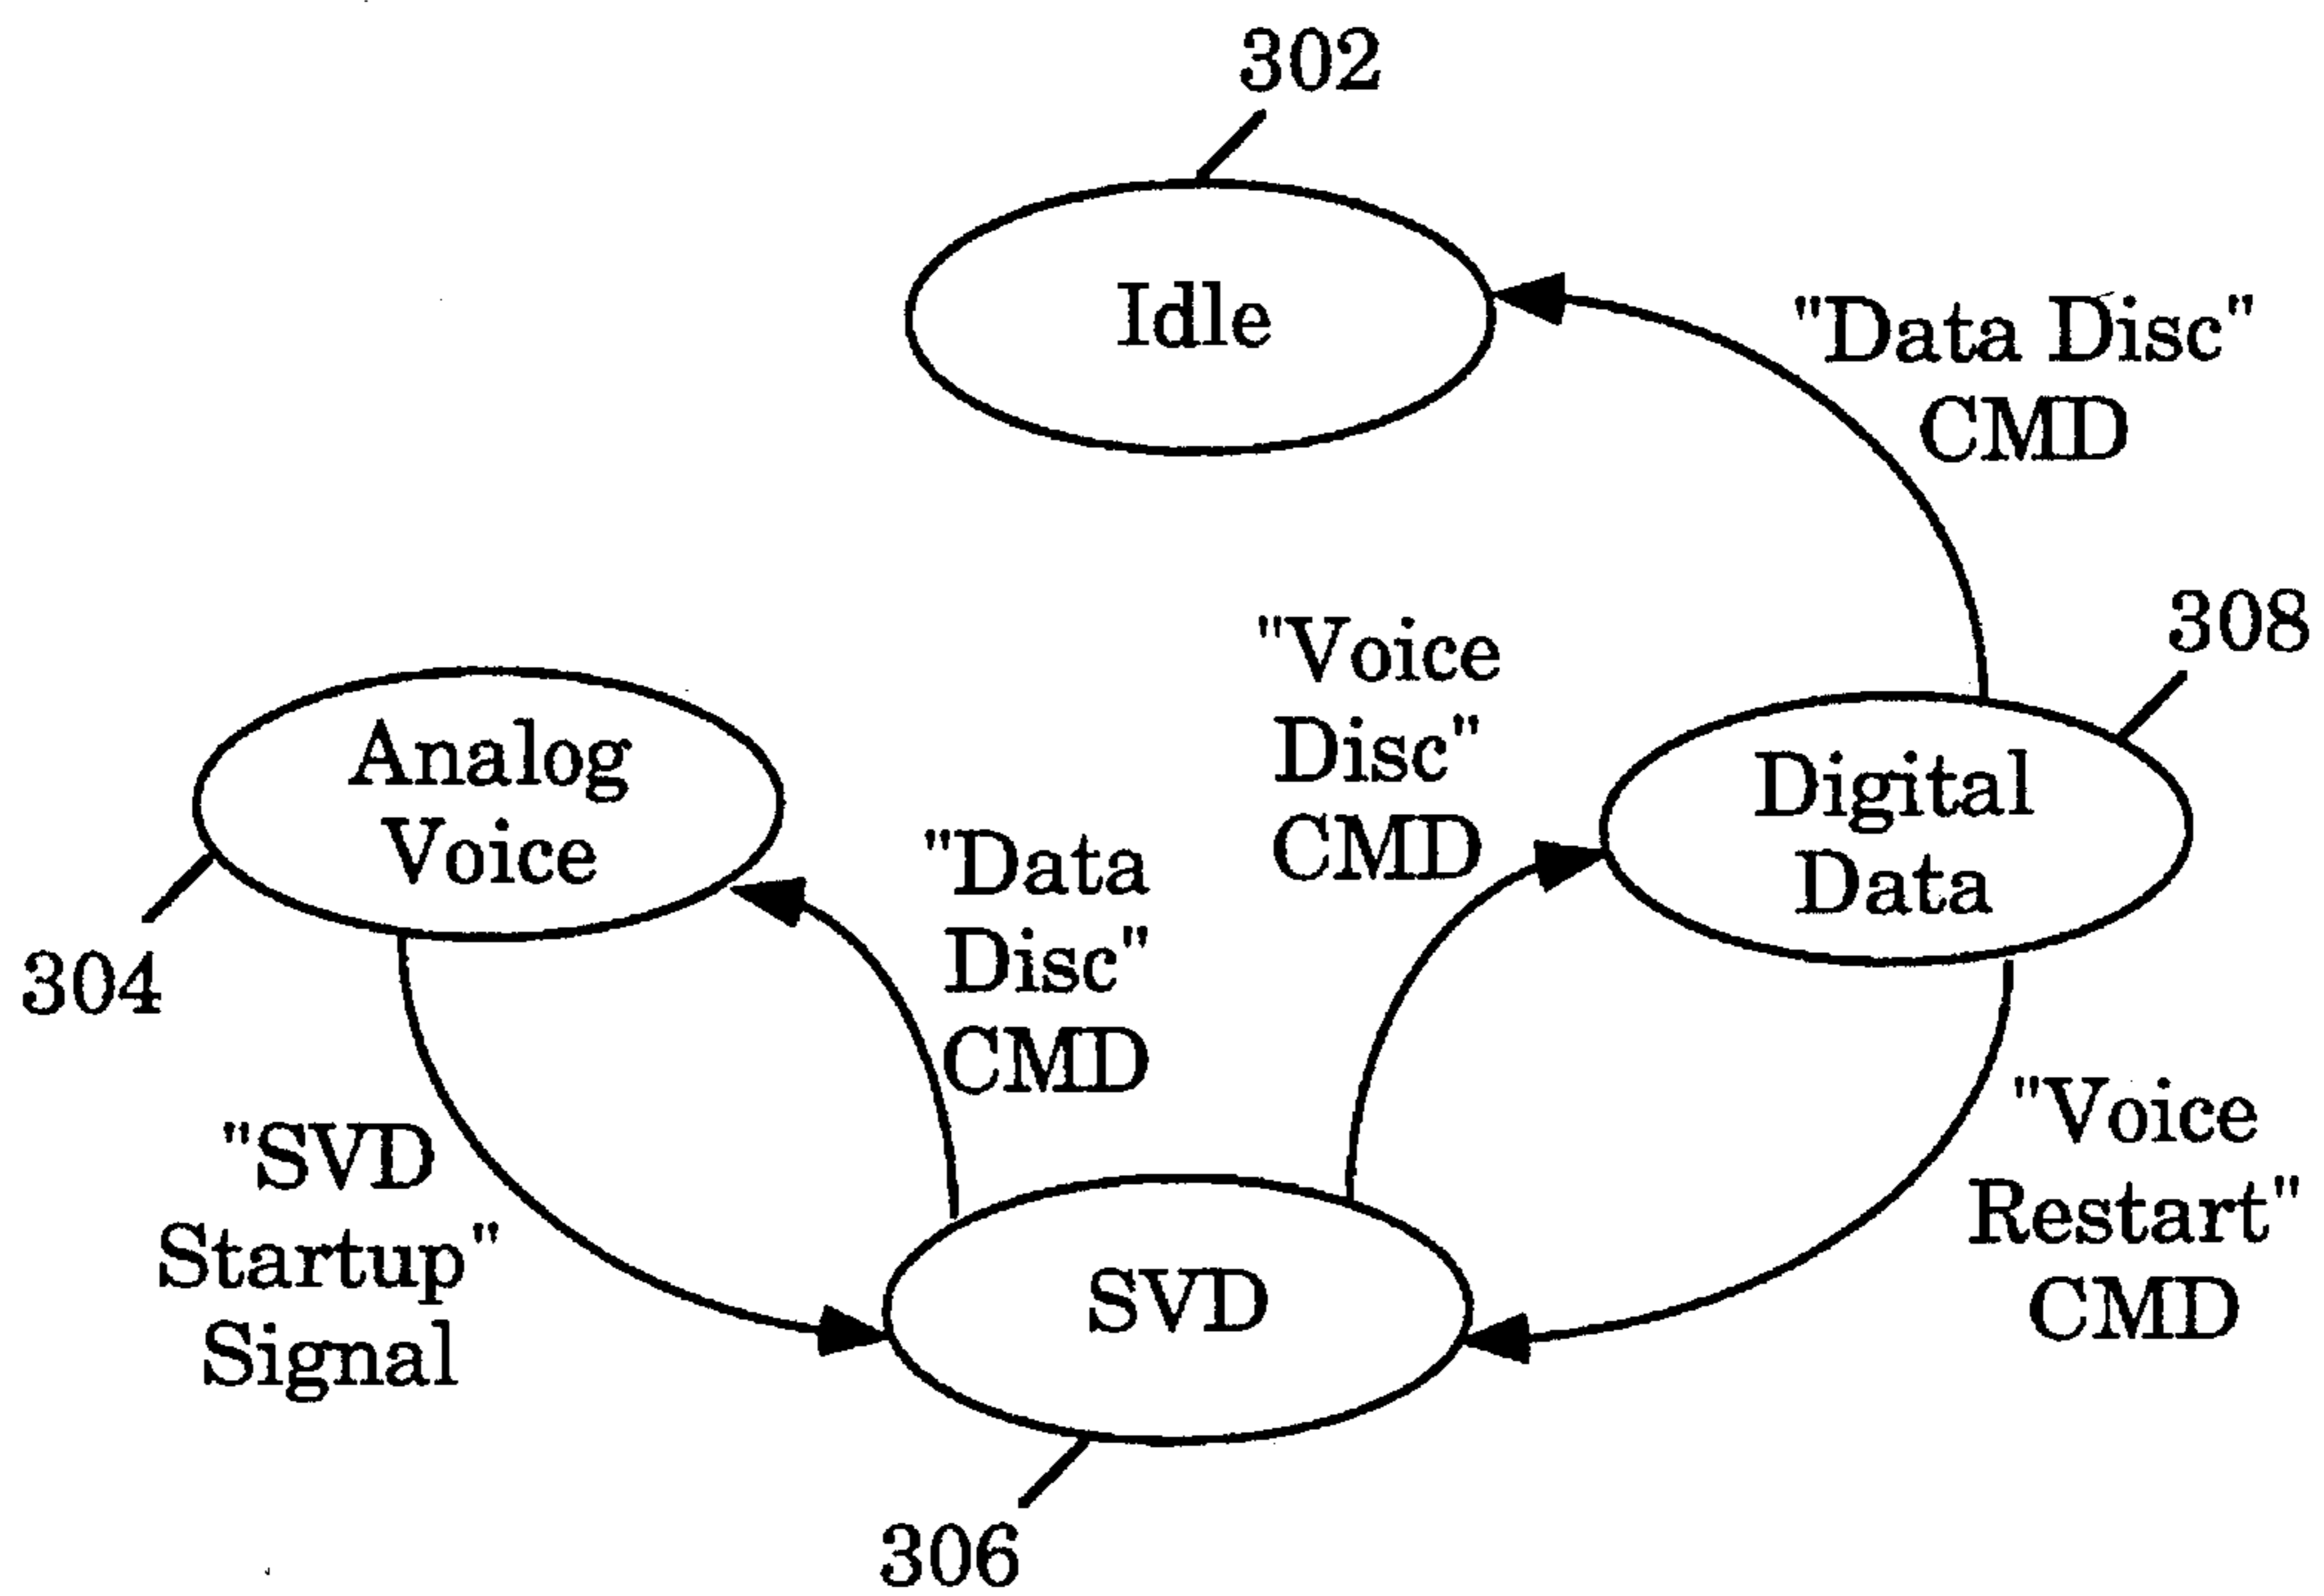 302
Idle
"Data Disc"
CMD
308
"Voice
Disc"
CMD
Analog
Voice
Digital
Data
"Data
Disc"
CMD
304
"SVD
Startup"
Signal
"Voice
Restart"
CMD
SVD
306